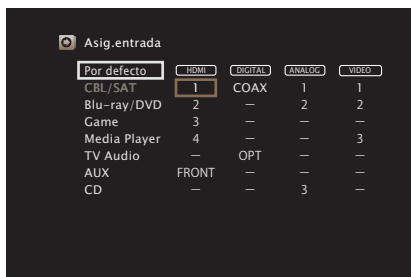 Asig.entrada
Por defecto HDMI DIGITAL ANALOG VIDEO
CBL/SAT 1 COAX 1 1
Blu-ray/DVD 2 – 2 2
Game 3 – – –
Media Player 4 – – 3
TV Audio – OPT – –
AUX FRONT – – –
CD – – 3 –